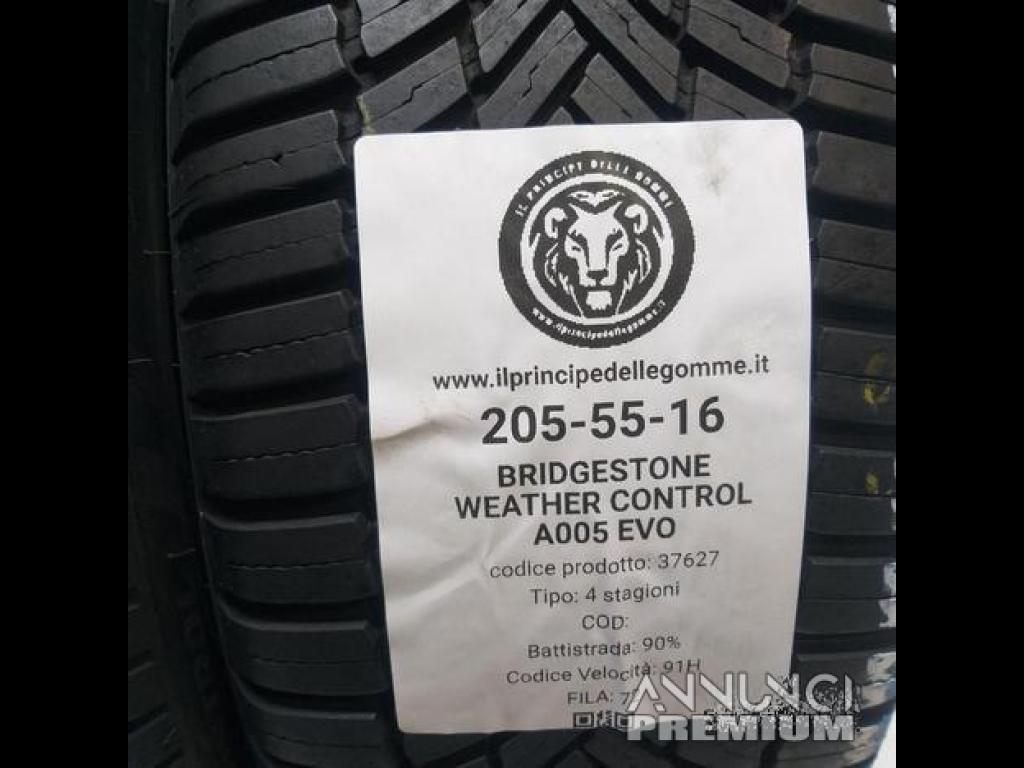 IL PRINCIPE DELLE GOMME
www.ilprincipedellegomme.it
www.ilprincipedellegomme.it
205-55-16
BRIDGESTONE
WEATHER CONTROL
A005 EVO
codice prodotto: 37627
Tipo: 4 stagioni
COD:
Battistrada: 90%
Codice Velocità: 91H
FILA:
ANNUNCI
PREMIUM